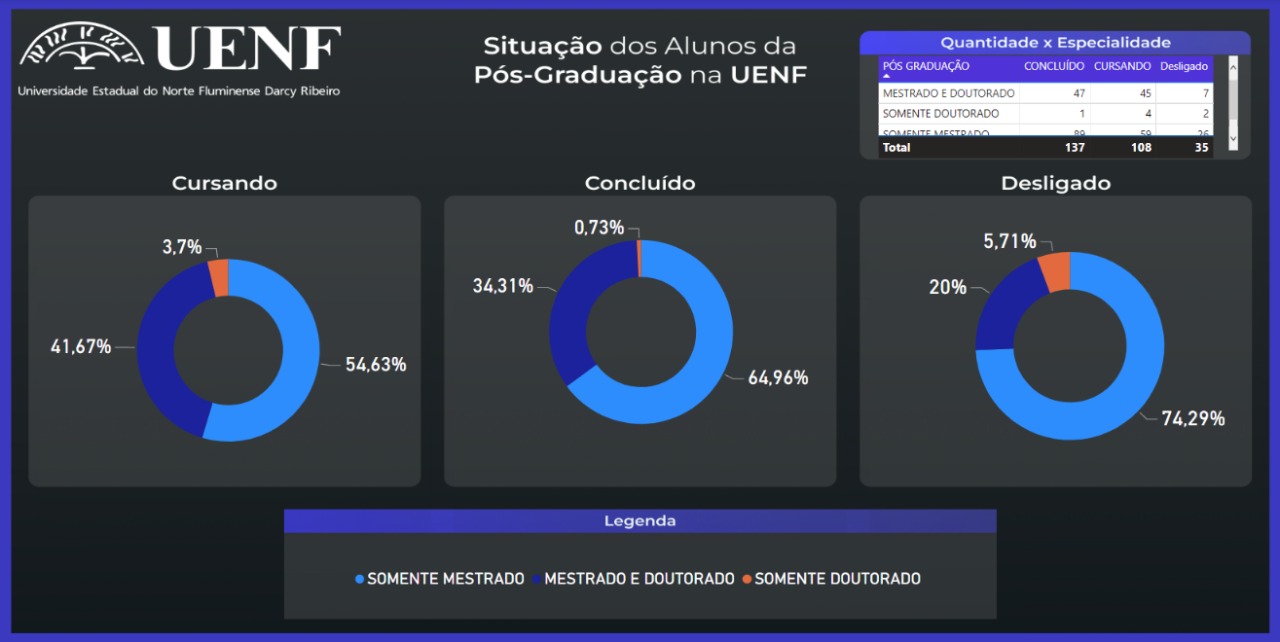 UENF
Universidade Estadual do Norte Fluminense Darcy Ribeiro
Situação dos Alunos da
Pós-Graduação na UENF
Quantidade x Especialidade
PÓS GRADUAÇÃO CONCLUÍDO CURSANDO Desligado
MESTRADO E DOUTORADO 47 45 7
SOMENTE DOUTORADO 1 4 2
SOMENTE MESTRADO 89 59 26
Total 137 108 35
Cursando
3,7%
41,67%
54,63%
Concluído
0,73%
34,31%
64,96%
Desligado
5,71%
20%
74,29%
Legenda
SOMENTE MESTRADO MESTRADO E DOUTORADO SOMENTE DOUTORADO